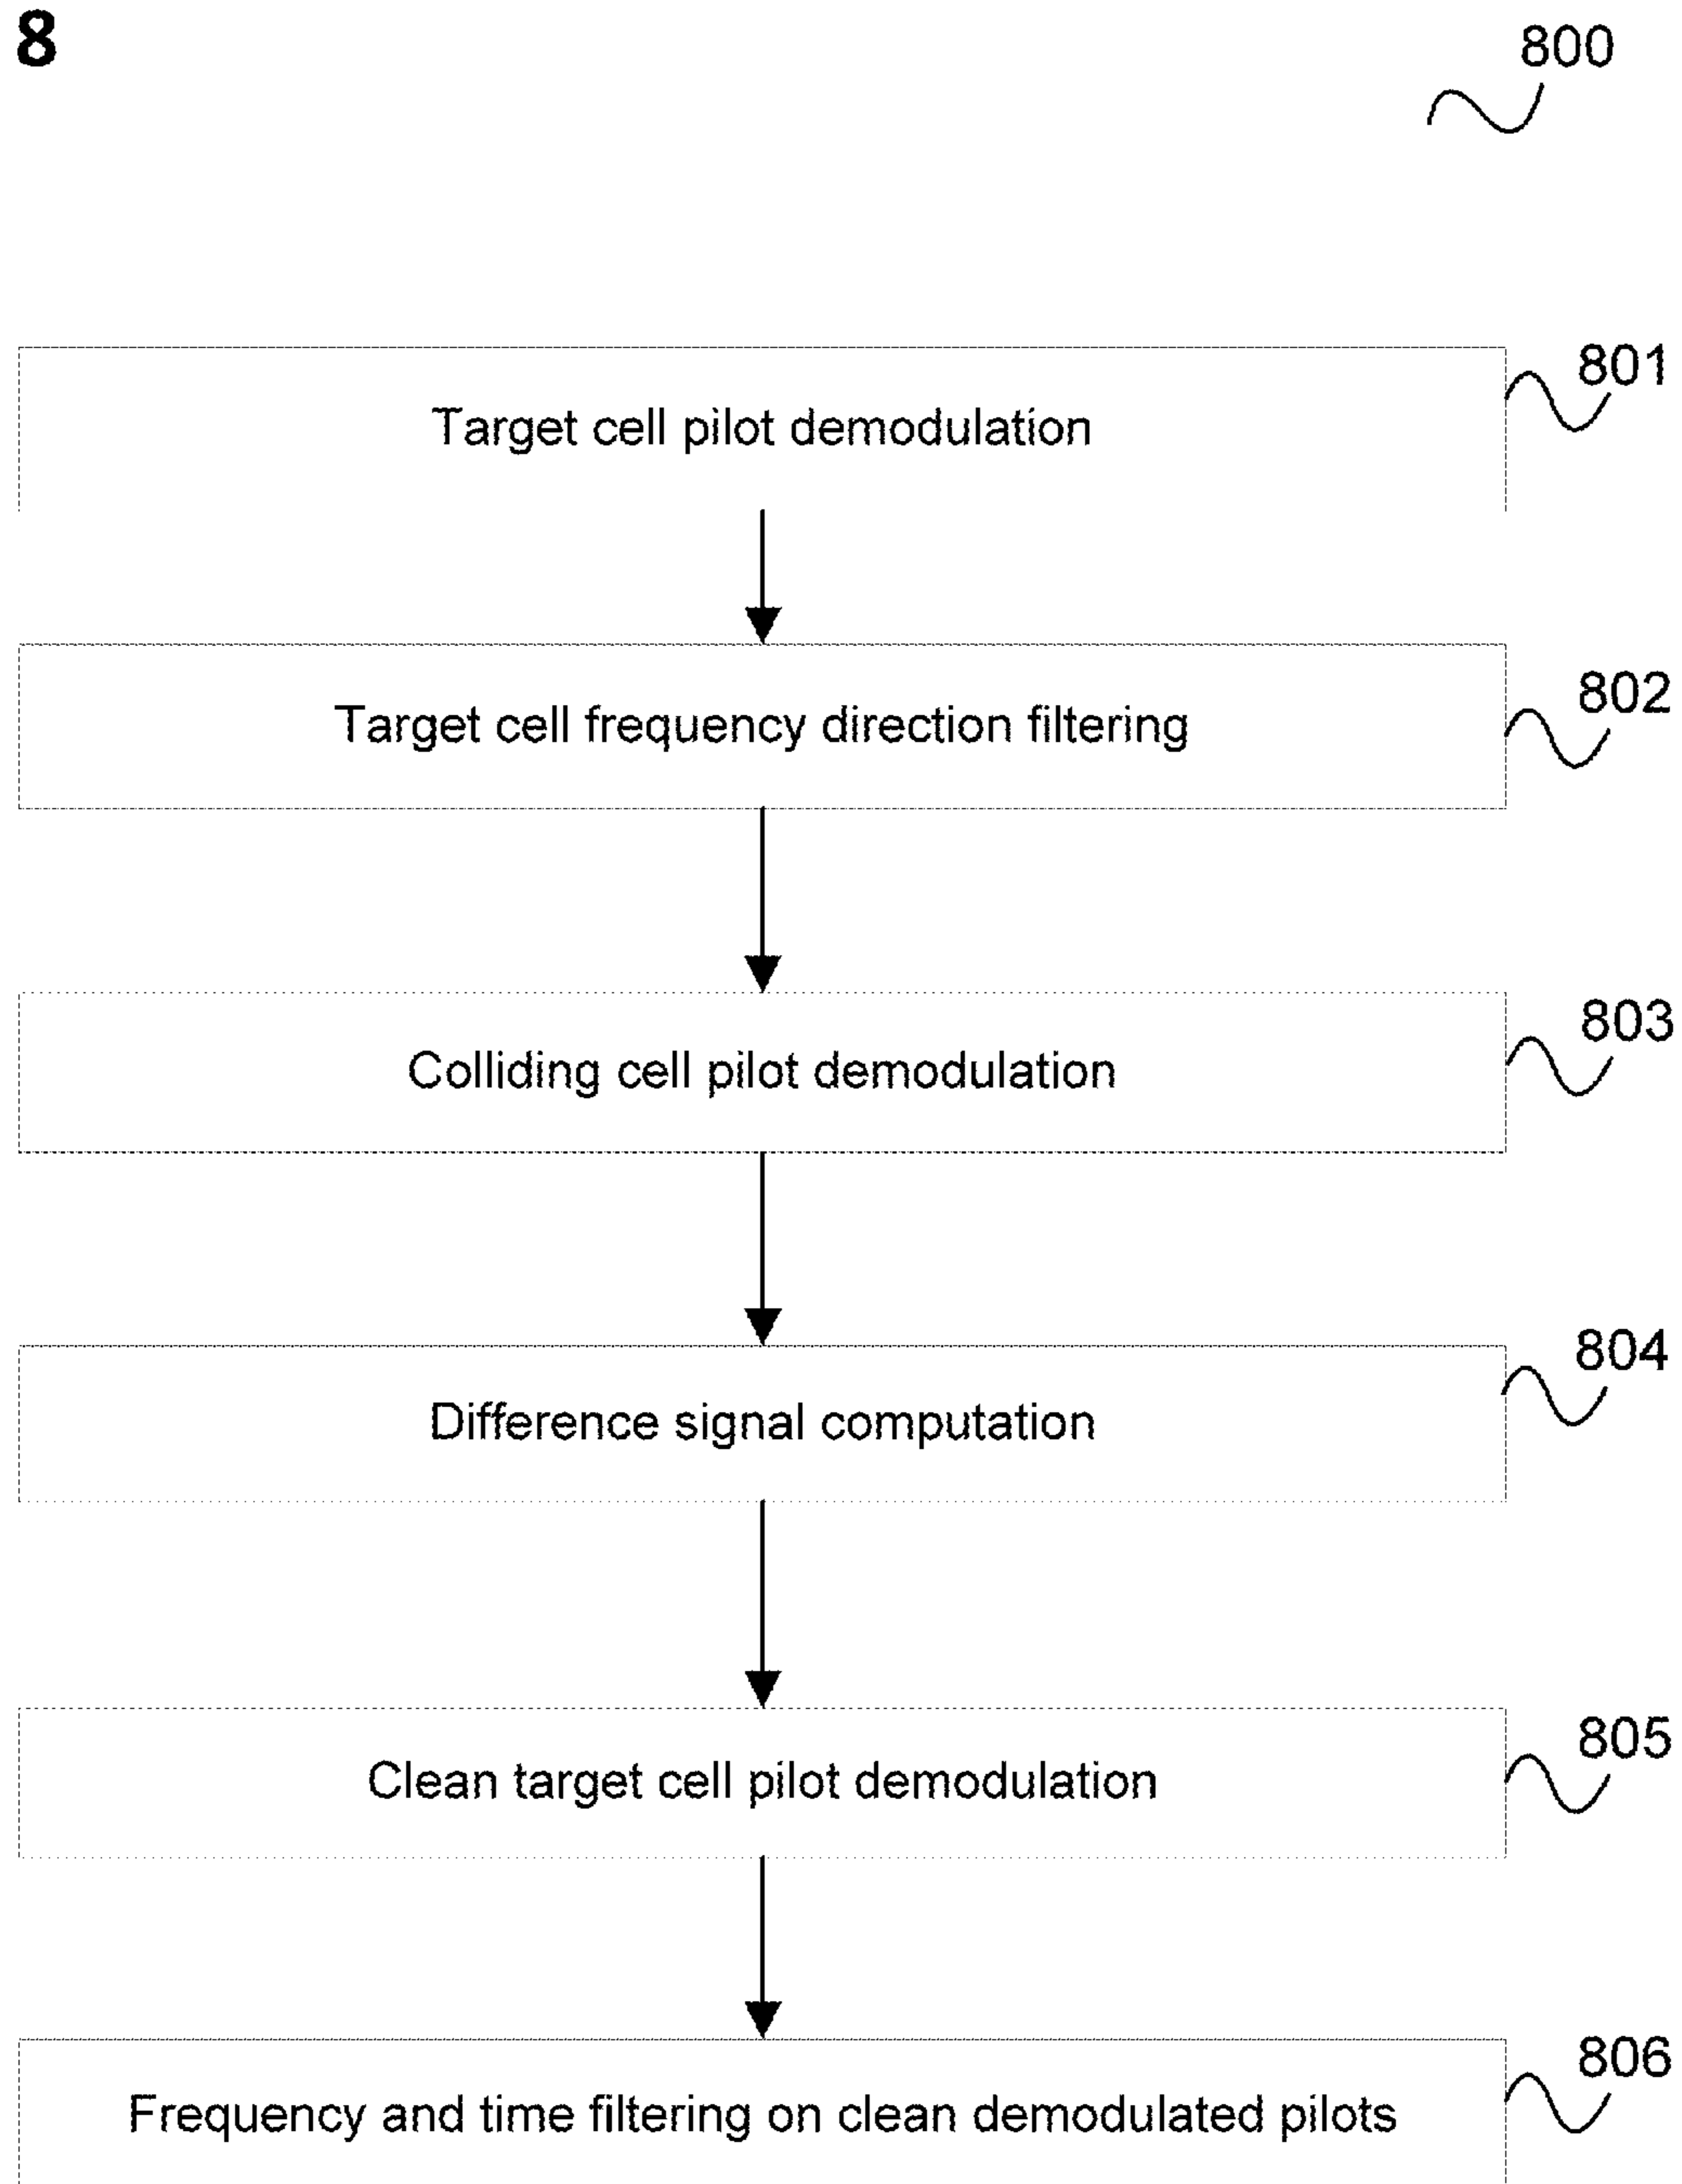 8
800
801
Target cell pilot demodulation
802
Target cell frequency direction filtering
803
Colliding cell pilot demodulation
804
Difference signal computation
805
Clean target cell pilot demodulation
806
Frequency and time filtering on clean demodulated pilots